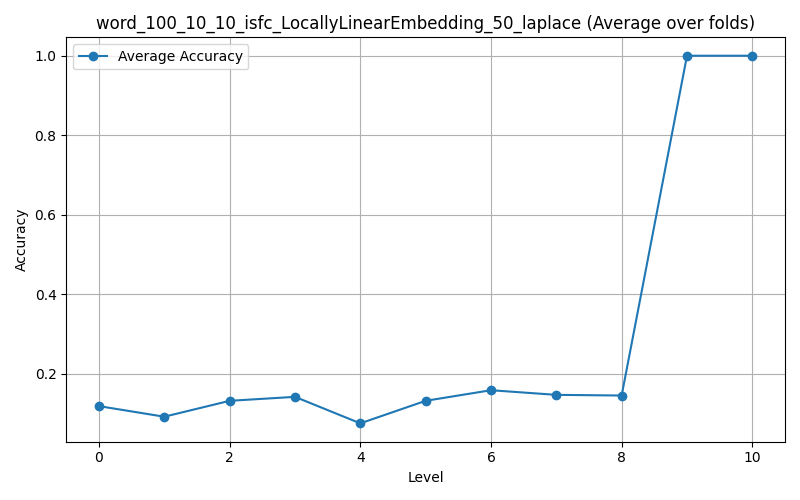 word_100_10_10_isfc_LocallyLinearEmbedding_50_laplace (Average over folds)
Average Accuracy
1.0
0.8
0.6
0.4
0.2
Accuracy
0 2 4 6 8 10
Level